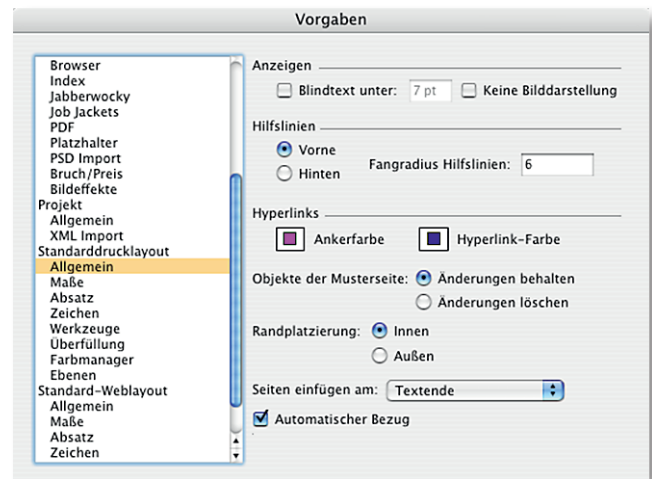 Vorgaben
Browser
Index
Jabberwocky
Job Jackets
PDF
Platzhalter
PSD Import
Bruch/Preis
Bildeffekte
Projekt
Allgemein
XML Import
Standarddrucklayout
Allgemein
Maße
Absatz
Zeichen
Werkzeuge
Überfüllung
Farbmanager
Ebenen
Standard-Weblayout
Allgemein
Maße
Absatz
Zeichen
Anzeigen
Blindtext unter: 7 pt Keine Bilddarstellung
Hilfslinien
Vorne
Hinten
Fangradius Hilfslinien: 6
Hyperlinks
Ankerfarbe Hyperlink-Farbe
Objekte der Musterseite: Änderungen behalten
Änderungen löschen
Randplatzierung: Innen
Außen
Seiten einfügen am: Textende
Automatischer Bezug